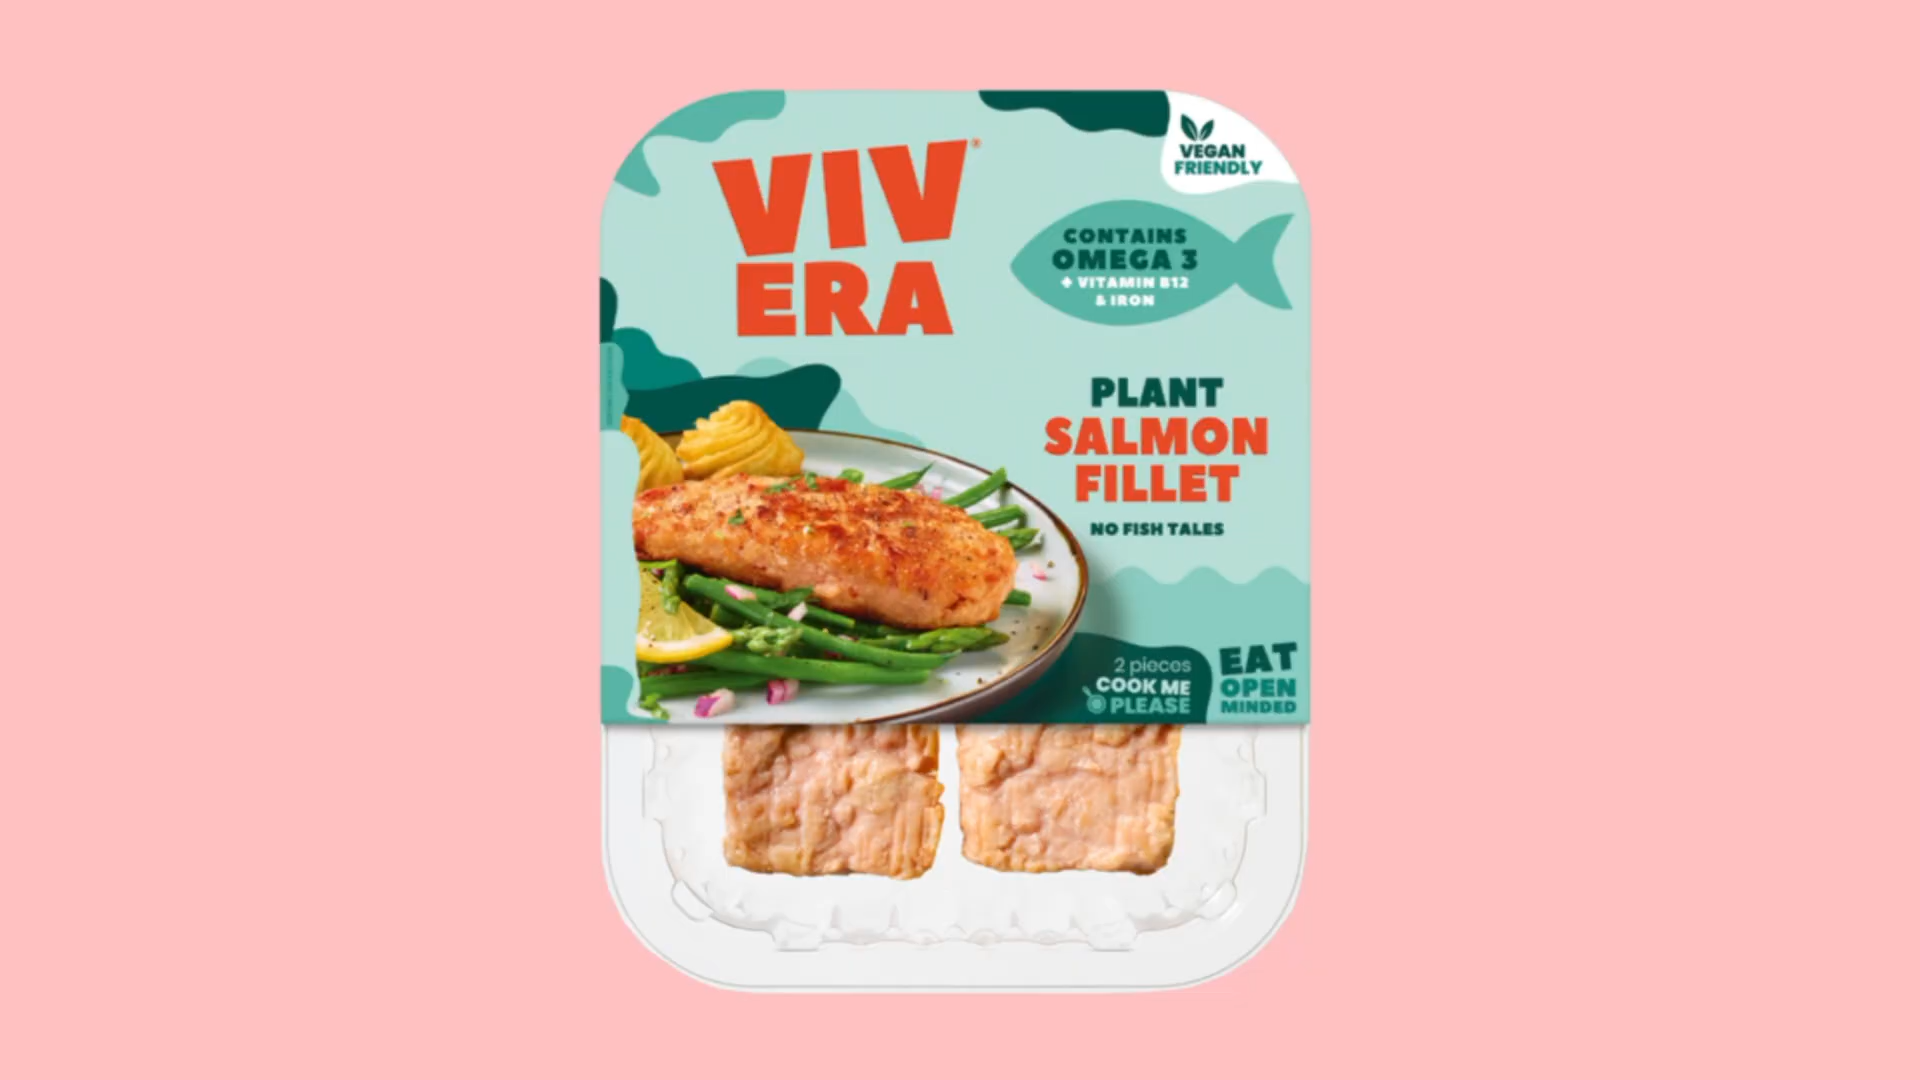 VIV
ERA®
VEGAN
FRIENDLY
CONTAINS
OMEGA 3
+ VITAMIN B12
& IRON
PLANT
SALMON
FILLET
NO FISH TALES
2 pieces
COOK ME
PLEASE
EAT
OPEN
MINDED